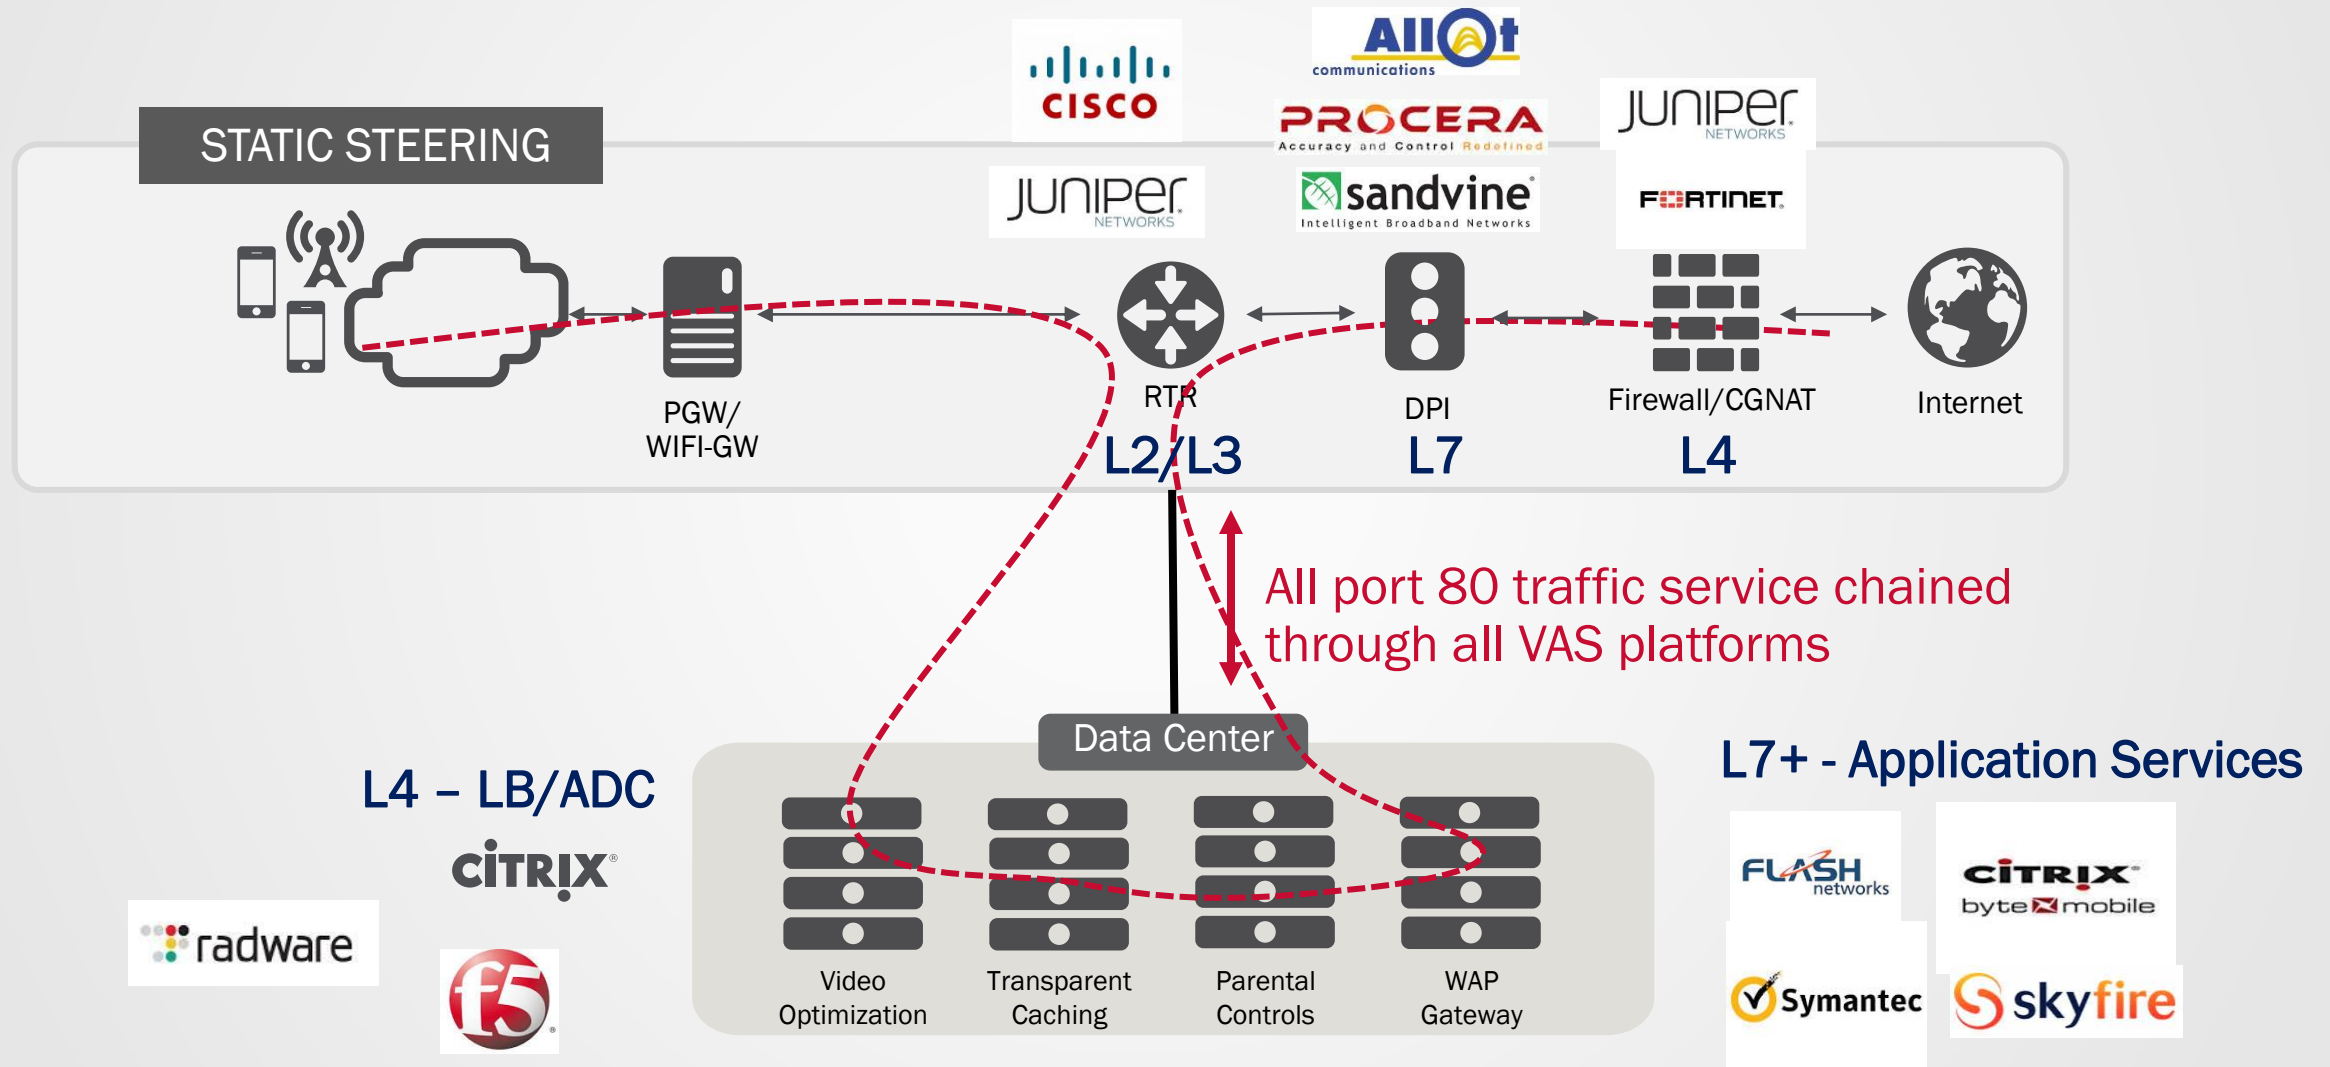 STATIC STEERING
CISCO
JUNIPER
NETWORKS
Allot
communications
PROCERA
Accuracy and Control Redefined
sandvine
Intelligent Broadband Networks
JUNIPER
NETWORKS
FORTINET
PGW/
WIFI-GW
RTR
L2/L3
DPI
L7
Firewall/CGNAT
L4
Internet
All port 80 traffic service chained
through all VAS platforms
Data Center
L4 – LB/ADC
CITRIX
radware
f5
Video
Optimization
Transparent
Caching
Parental
Controls
WAP
Gateway
L7+ - Application Services
FLASH
networks
CITRIX
bytemobile
Symantec
skyfire